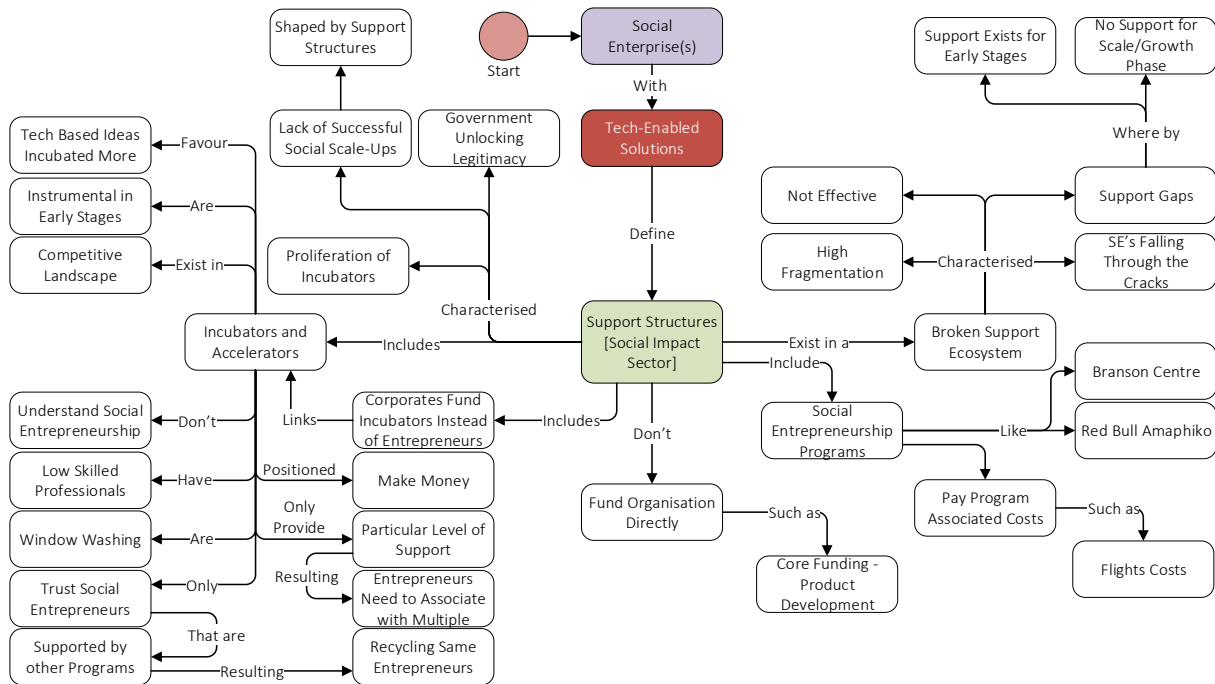 Shaped by Support
Structures
Start
Social
Enterprise(s)
With
Tech-Enabled
Solutions
Define
Support Exists for
Early Stages
No Support for
Scale/Growth
Phase
Where by
Tech Based Ideas
Incubated More
Favour
Lack of Successful
Social Scale-Ups
Government
Unlocking
Legitimacy
Instrumental in
Early Stages
Are
Not Effective
Support Gaps
Competitive
Landscape
Exist in
Proliferation of
Incubators
High
Fragmentation
Characterised
SE's Falling
Through the
Cracks
Characterised
Incubators and
Accelerators
Includes
Support Structures
[Social Impact
Sector]
Exist in a
Broken Support
Ecosystem
Include
Branson Centre
Understand Social
Entrepreneurship
Don't
Links
Corporates Fund
Incubators Instead
of Entrepreneurs
Includes
Don't
Social
Entrepreneurship
Programs
Like
Red Bull Amaphiko
Low Skilled
Professionals
Have
Positioned
Make Money
Fund Organisation
Directly
Pay Program
Associated Costs
Such as
Only
Provide
Such as
Window Washing
Are
Particular Level of
Support
Resulting
Core Funding -
Product
Development
Flights Costs
Trust Social
Entrepreneurs
Only
Entrepreneurs
Need to Associate
with Multiple
That are
Supported by
other Programs
Resulting
Recycling Same
Entrepreneurs